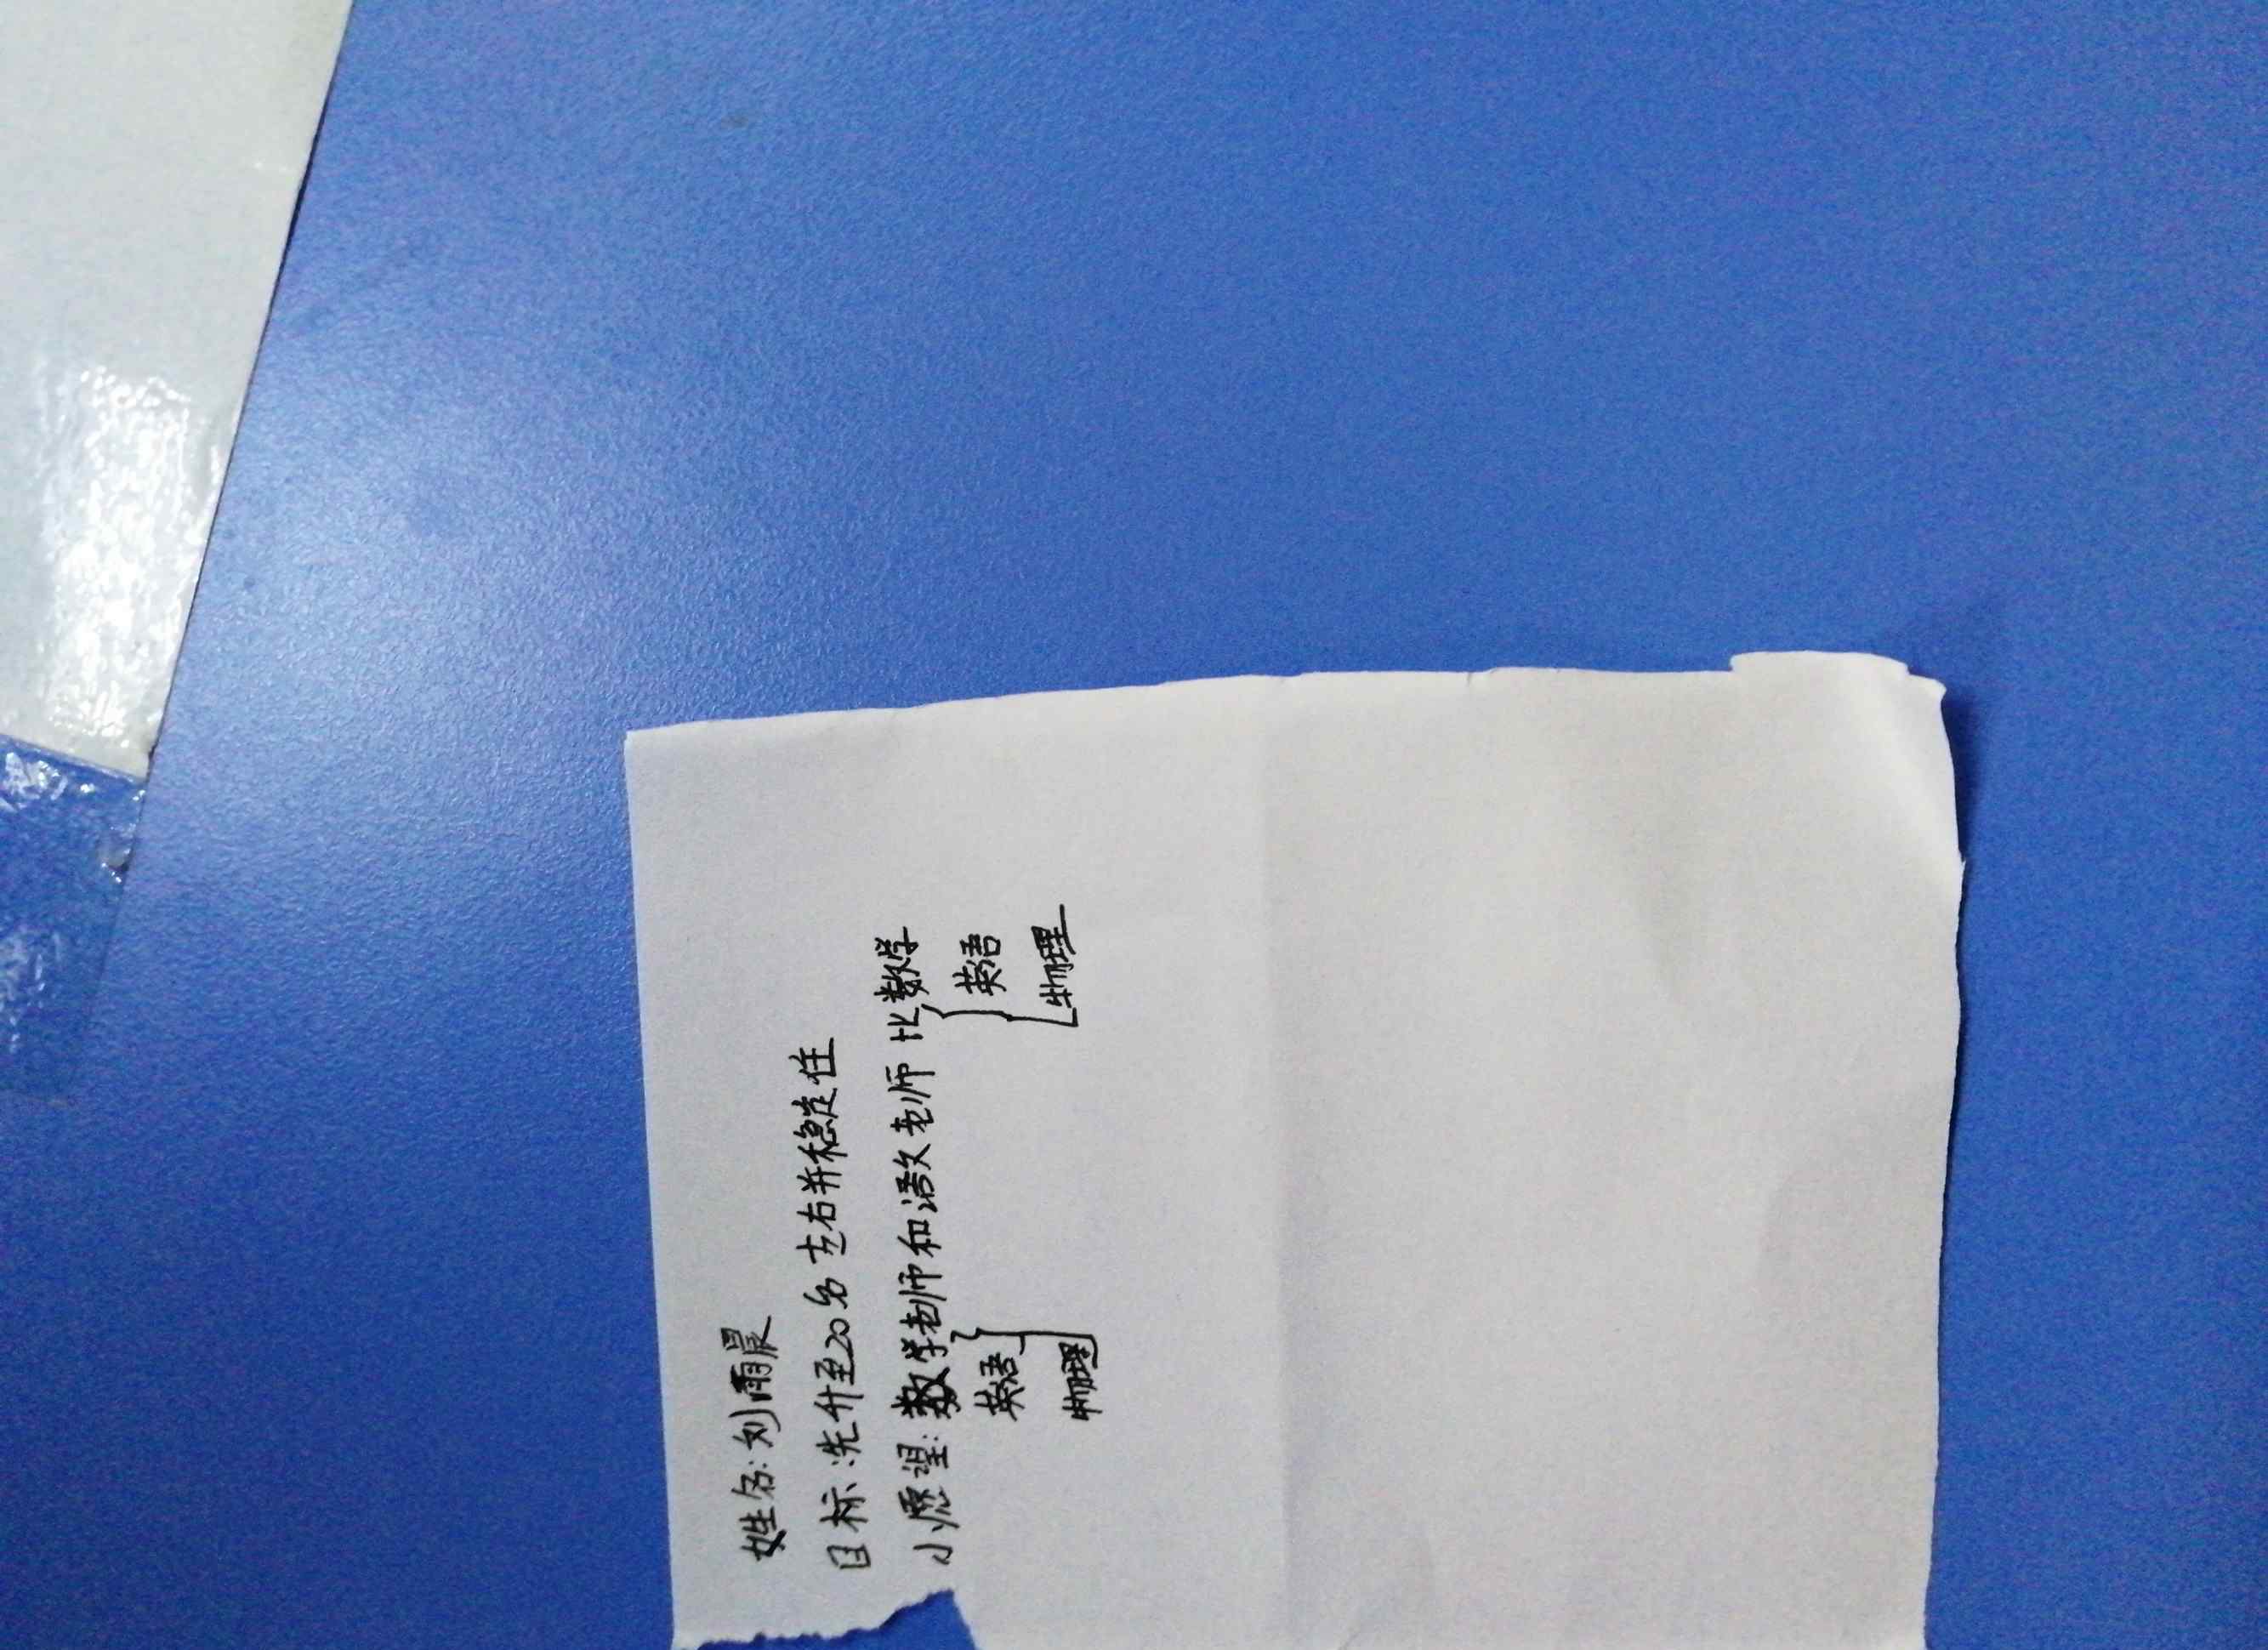 姓名:刘雨晨
目标:先升至20名左右并稳定住
小愿望:数学老师和语文老师比数学
英语 英语
物理 物理